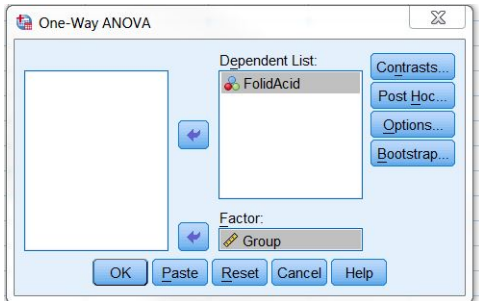 One-Way ANOVA
Dependent List:
FolidAcid
Contrasts...
Post Hoc...
Options...
Bootstrap...
Factor:
Group
OK Paste Reset Cancel Help